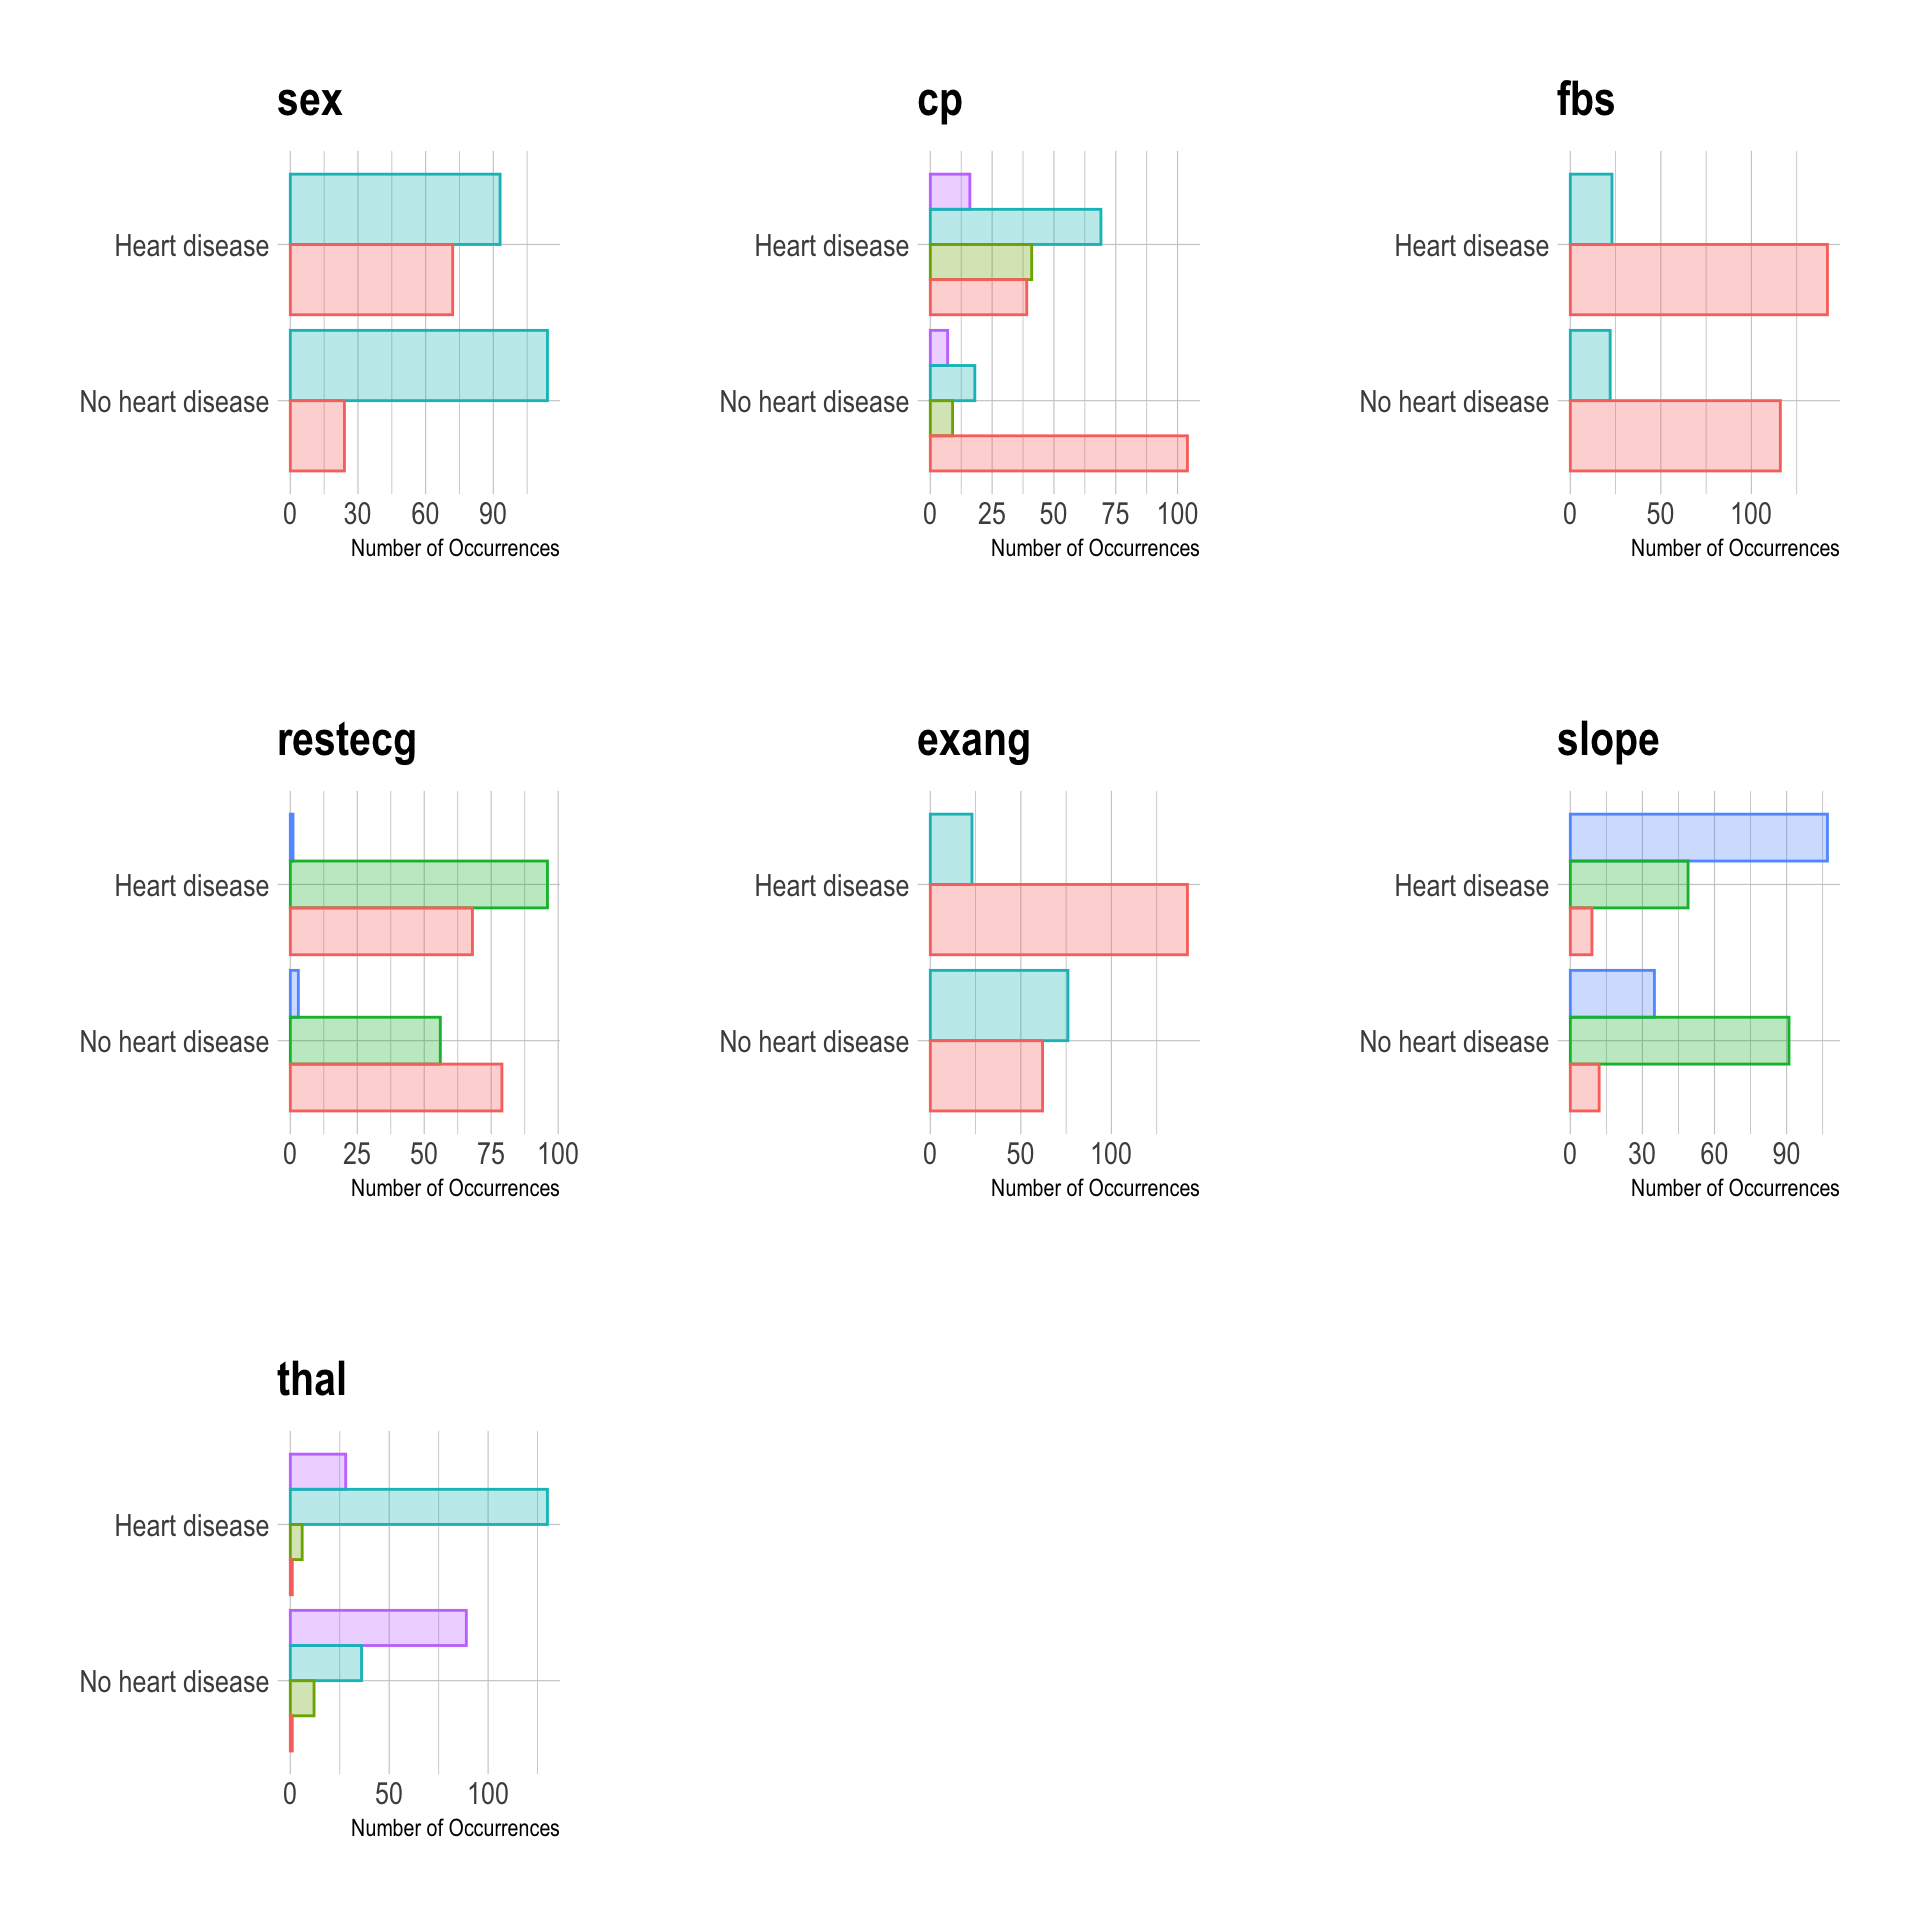 sex
Heart disease
No heart disease
0 30 60 90
Number of Occurrences
cp
Heart disease
No heart disease
0 25 50 75 100
Number of Occurrences
fbs
Heart disease
No heart disease
0 50 100
Number of Occurrences
restecg
Heart disease
No heart disease
0 25 50 75 100
Number of Occurrences
exang
Heart disease
No heart disease
0 50 100
Number of Occurrences
slope
Heart disease
No heart disease
0 30 60 90
Number of Occurrences
thal
Heart disease
No heart disease
0 50 100
Number of Occurrences